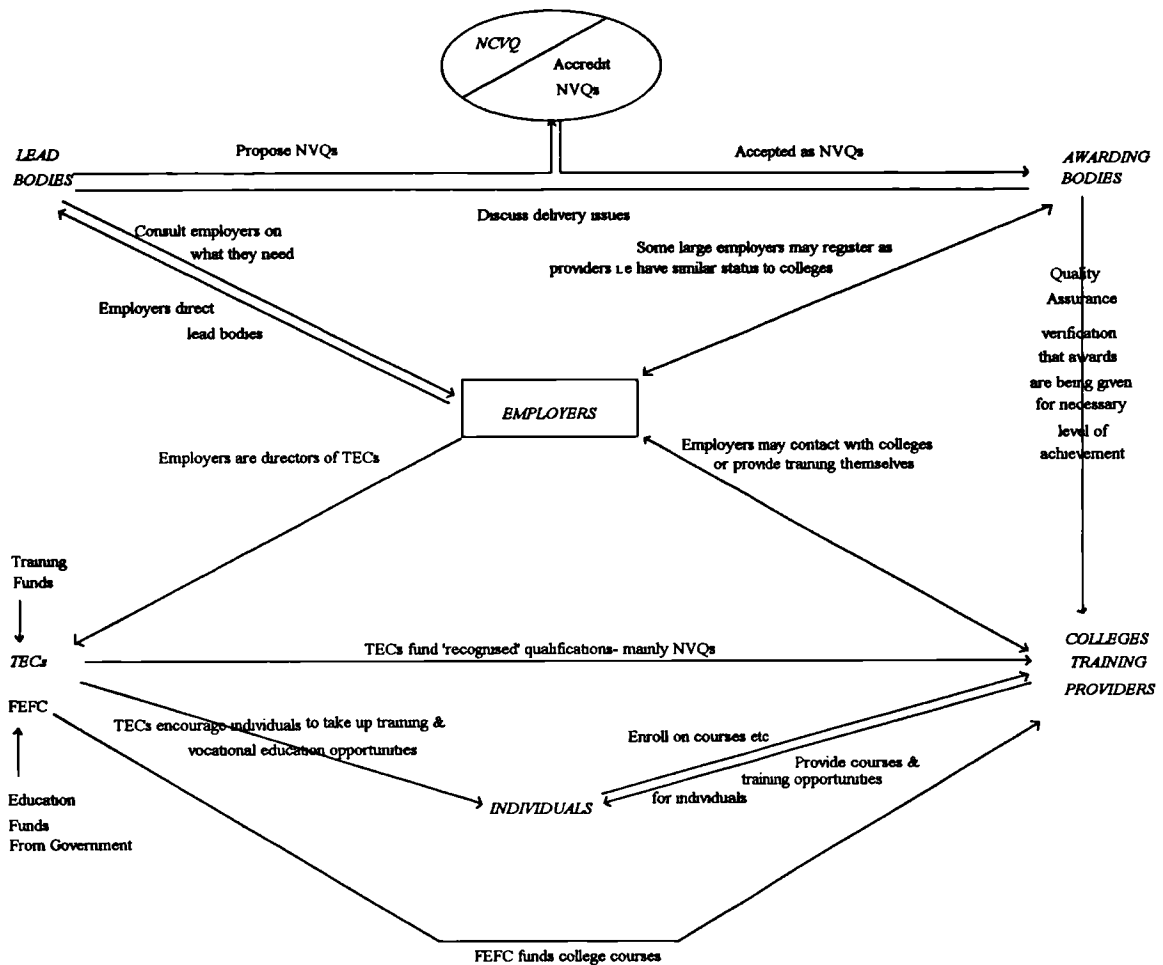 NCVQ
Accredit
NVQs
Propose NVQs
Accepted as NVQs
LEAD
BODIES
AWARDING
BODIES
Discuss delivery issues
Consult employers on
what they need
Some large employers may register as
providers i.e have similar status to colleges
Employers direct
lead bodies
Quality
Assurance
verification
that awards
are being given
for necessary
level of
achievement
EMPLOYERS
Employers are directors of TECs
Employers may contact with colleges
or provide training themselves
Training
Funds
TECs
TECs fund 'recognised' qualifications- mainly NVQs
COLLEGES
TRAINING
PROVIDERS
FEFC
TECs encourage individuals to take up training &
vocational education opportunities
Enroll on courses etc
Provide courses &
training opportunities
for individuals
INDIVIDUALS
Education
Funds
From Government
FEFC funds college courses